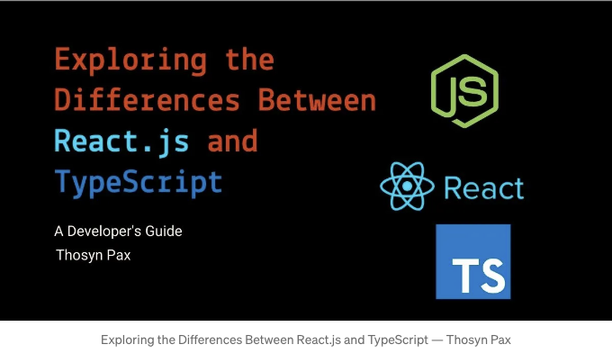 Exploring the
Differences Between
React.js and
TypeScript
A Developer's Guide
Thosyn Pax
JS
React
TS
Exploring the Differences Between React.js and TypeScript — Thosyn Pax